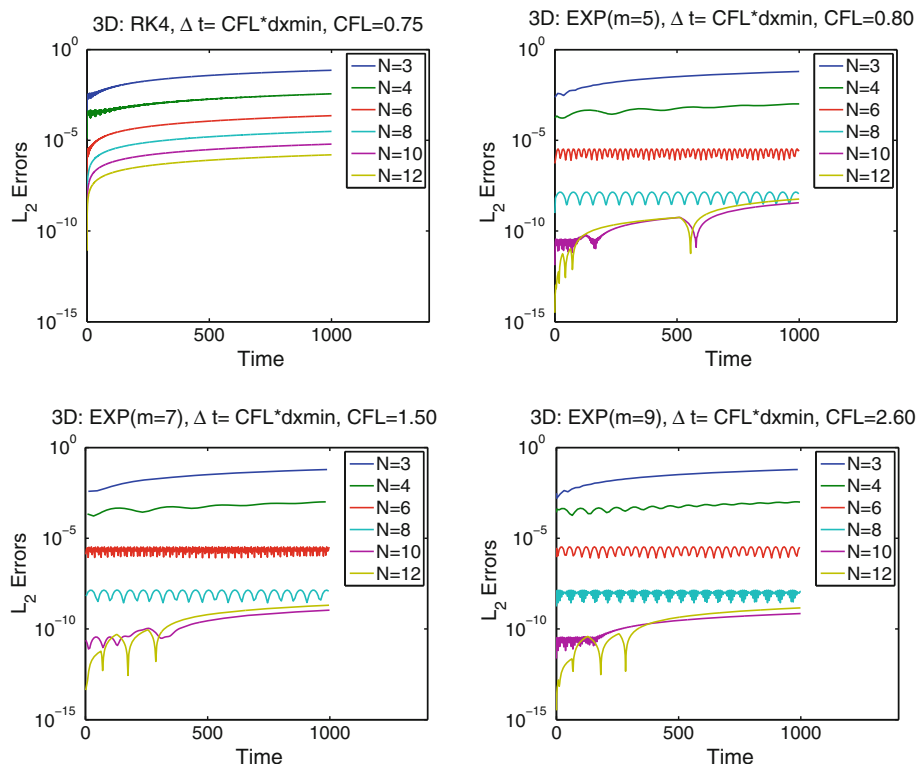 3D: RK4, Δ t= CFL*dxmin, CFL=0.75
10^0
10^-5
10^-10
10^-15
L_2 Errors
0
500
1000
Time
N=3
N=4
N=6
N=8
N=10
N=12
3D: EXP(m=5), Δ t= CFL*dxmin, CFL=0.80
10^0
10^-5
10^-10
10^-15
L_2 Errors
0
500
1000
Time
N=3
N=4
N=6
N=8
N=10
N=12
3D: EXP(m=7), Δ t= CFL*dxmin, CFL=1.50
10^0
10^-5
10^-10
10^-15
L_2 Errors
0
500
1000
Time
N=3
N=4
N=6
N=8
N=10
N=12
3D: EXP(m=9), Δ t= CFL*dxmin, CFL=2.60
10^0
10^-5
10^-10
10^-15
L_2 Errors
0
500
1000
Time
N=3
N=4
N=6
N=8
N=10
N=12